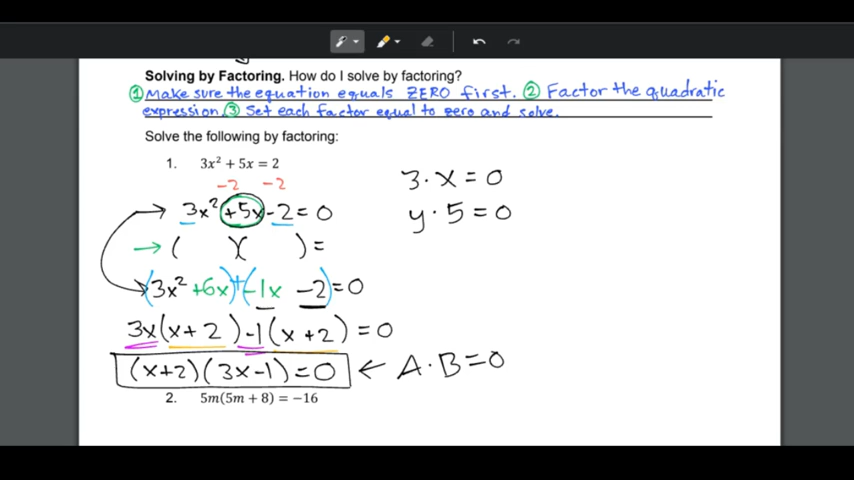 Solving by Factoring. How do I solve by factoring?
① Make sure the equation equals ZERO first. ② Factor the quadratic
expression. ③ Set each factor equal to zero and solve.
Solve the following by factoring:
1. 3x² + 5x = 2
-2 -2
3x² +5x -2 = 0
→ ( )( ) =
(3x² +6x) + (-1x -2) = 0
3x(x+2) -1(x+2) = 0
(x+2)(3x-1) = 0 ← A·B=0
3·x=0
y·5=0
2. 5m(5m + 8) = −16